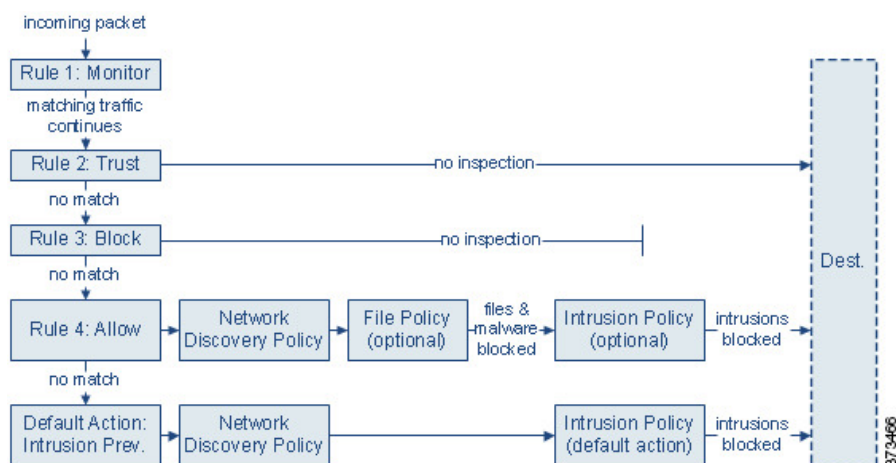 incoming packet
Rule 1: Monitor
matching traffic
continues
Rule 2: Trust
no inspection
no match
Rule 3: Block
no inspection
no match
Dest.
Rule 4: Allow
Network
Discovery Policy
File Policy
(optional)
files &
malware
blocked
Intrusion Policy
(optional)
intrusions
blocked
no match
Default Action:
Intrusion Prev.
Network
Discovery Policy
Intrusion Policy
(default action)
intrusions
blocked
373466